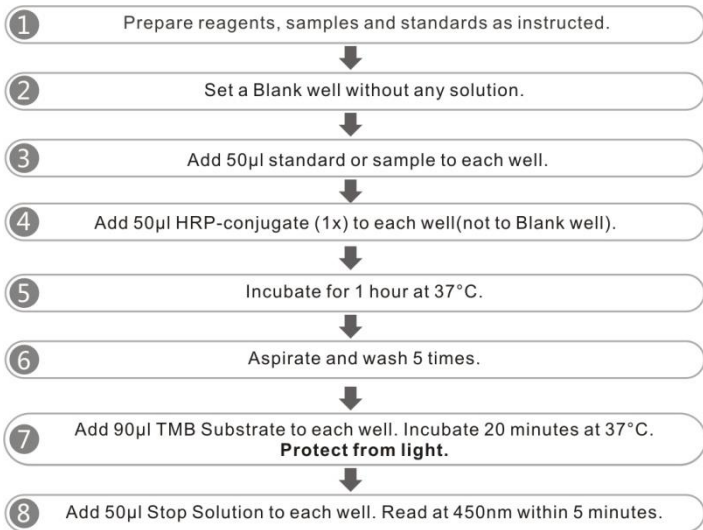 1 Prepare reagents, samples and standards as instructed.
2 Set a Blank well without any solution.
3 Add 50μl standard or sample to each well.
4 Add 50μl HRP-conjugate (1x) to each well(not to Blank well).
5 Incubate for 1 hour at 37°C.
6 Aspirate and wash 5 times.
7 Add 90μl TMB Substrate to each well. Incubate 20 minutes at 37°C.
Protect from light.
8 Add 50μl Stop Solution to each well. Read at 450nm within 5 minutes.